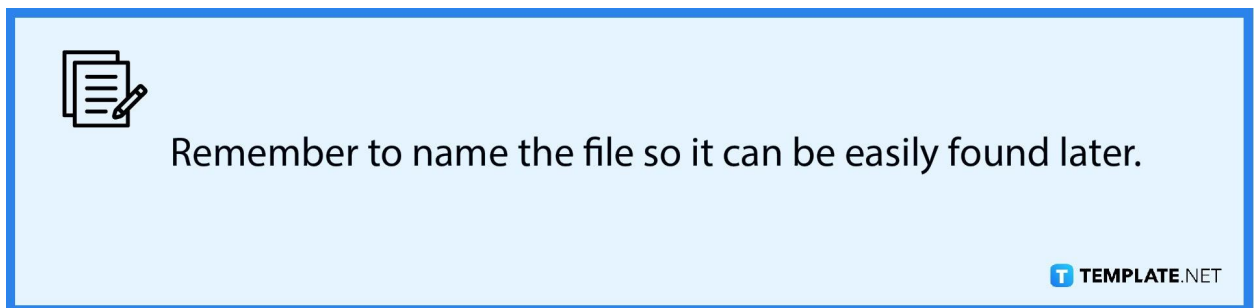 Remember to name the file so it can be easily found later.
T TEMPLATE.NET